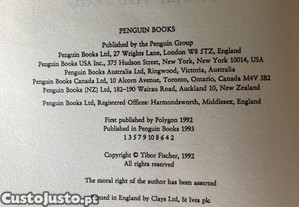 PENGUIN BOOKS
Published by the Penguin Group
Penguin Books Ltd, 27 Wrights Lane, London W8 5TZ, England
Penguin Books USA Inc., 375 Hudson Street, New York, New York 10014, USA
Penguin Books Australia Ltd, Ringwood, Victoria, Australia
Penguin Books Canada Ltd, 10 Alcorn Avenue, Toronto, Ontario, Canada M4V 3B2
Penguin Books (NZ) Ltd, 182–190 Wairau Road, Auckland 10, New Zealand
Penguin Books Ltd, Registered Offices: Harmondsworth, Middlesex, England
First published by Polygon 1992
Published in Penguin Books 1993
1 3 5 7 9 10 8 6 4 2
Copyright © Tibor Fischer, 1992
All rights reserved
The moral right of the author has been asserted
Printed in England by Clays Ltd, St Ives plc
CustoJusto.pt